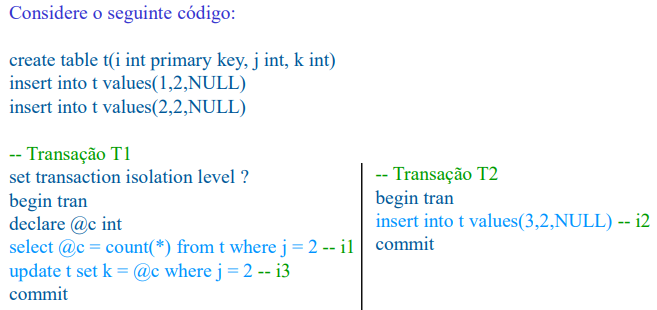 Considere o seguinte código:
create table t(i int primary key, j int, k int)
insert into t values(1,2,NULL)
insert into t values(2,2,NULL)
-- Transação T1
set transaction isolation level ?
begin tran
declare @c int
select @c = count(*) from t where j = 2 -- i1
update t set k = @c where j = 2 -- i3
commit
-- Transação T2
begin tran
insert into t values(3,2,NULL) -- i2
commit